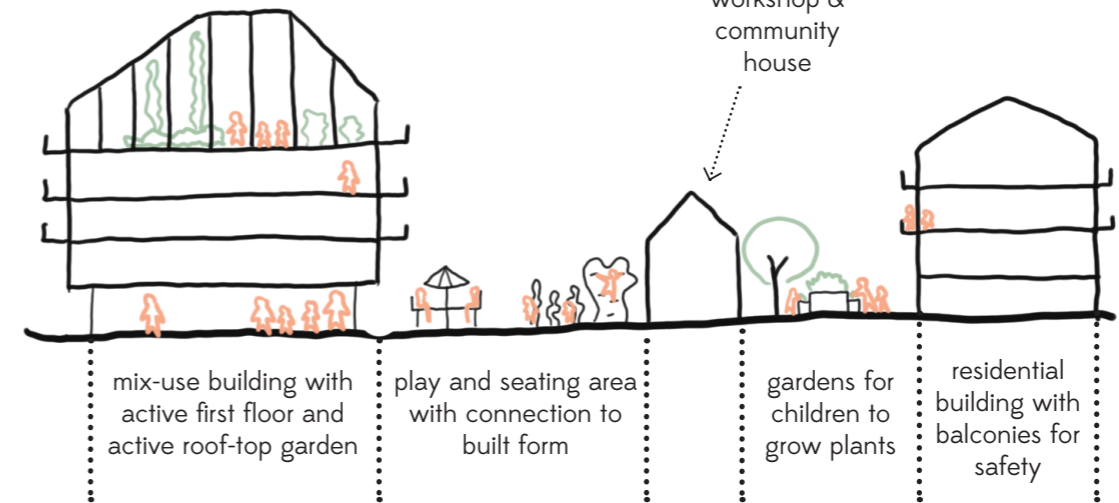 workshop &
community
house
mix-use building with
active first floor and
active roof-top garden
play and seating area
with connection to
built form
gardens for
children to
grow plants
residential
building with
balconies for
safety